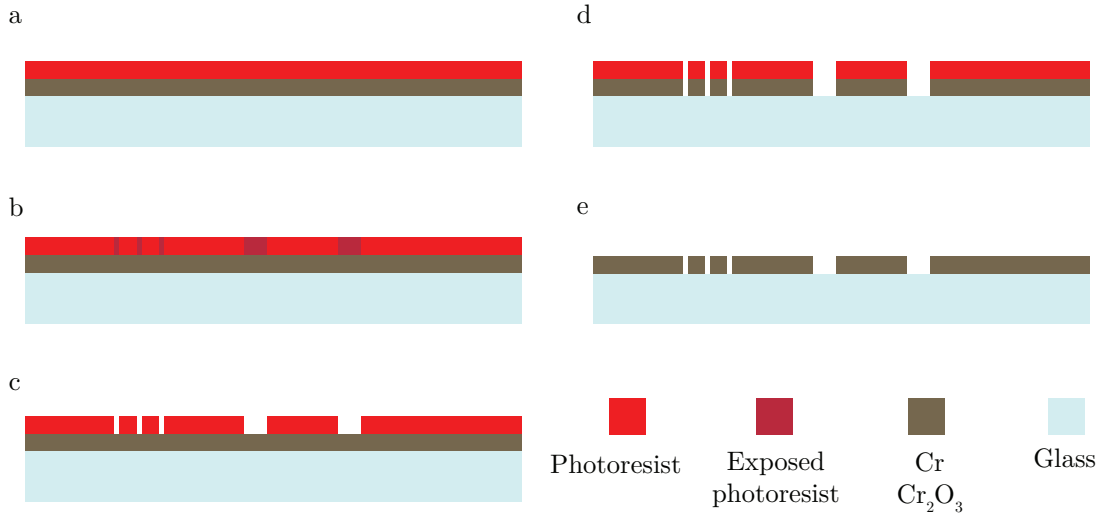 a
d
b
e
c
Photoresist
Exposed
photoresist
Cr
Cr₂O₃
Glass